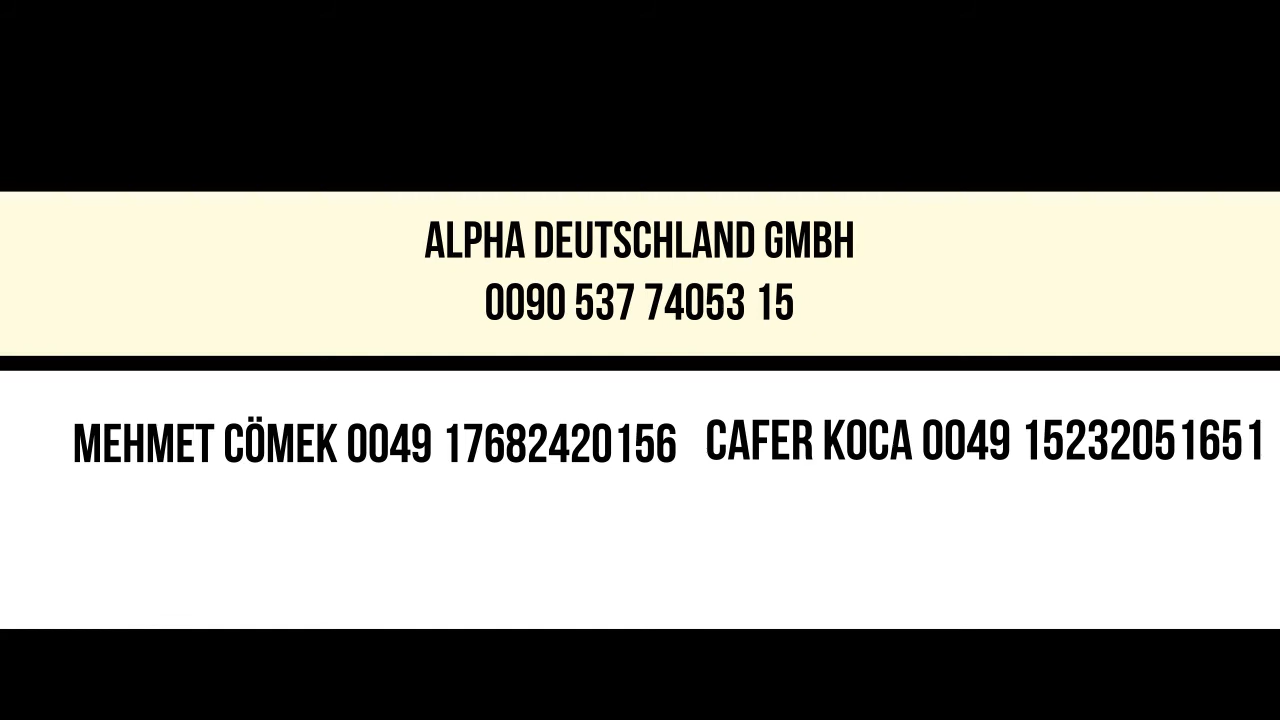 ALPHA DEUTSCHLAND GMBH
0090 537 74053 15
MEHMET CÖMEK 0049 17682420156
CAFER KOCA 0049 15232051651